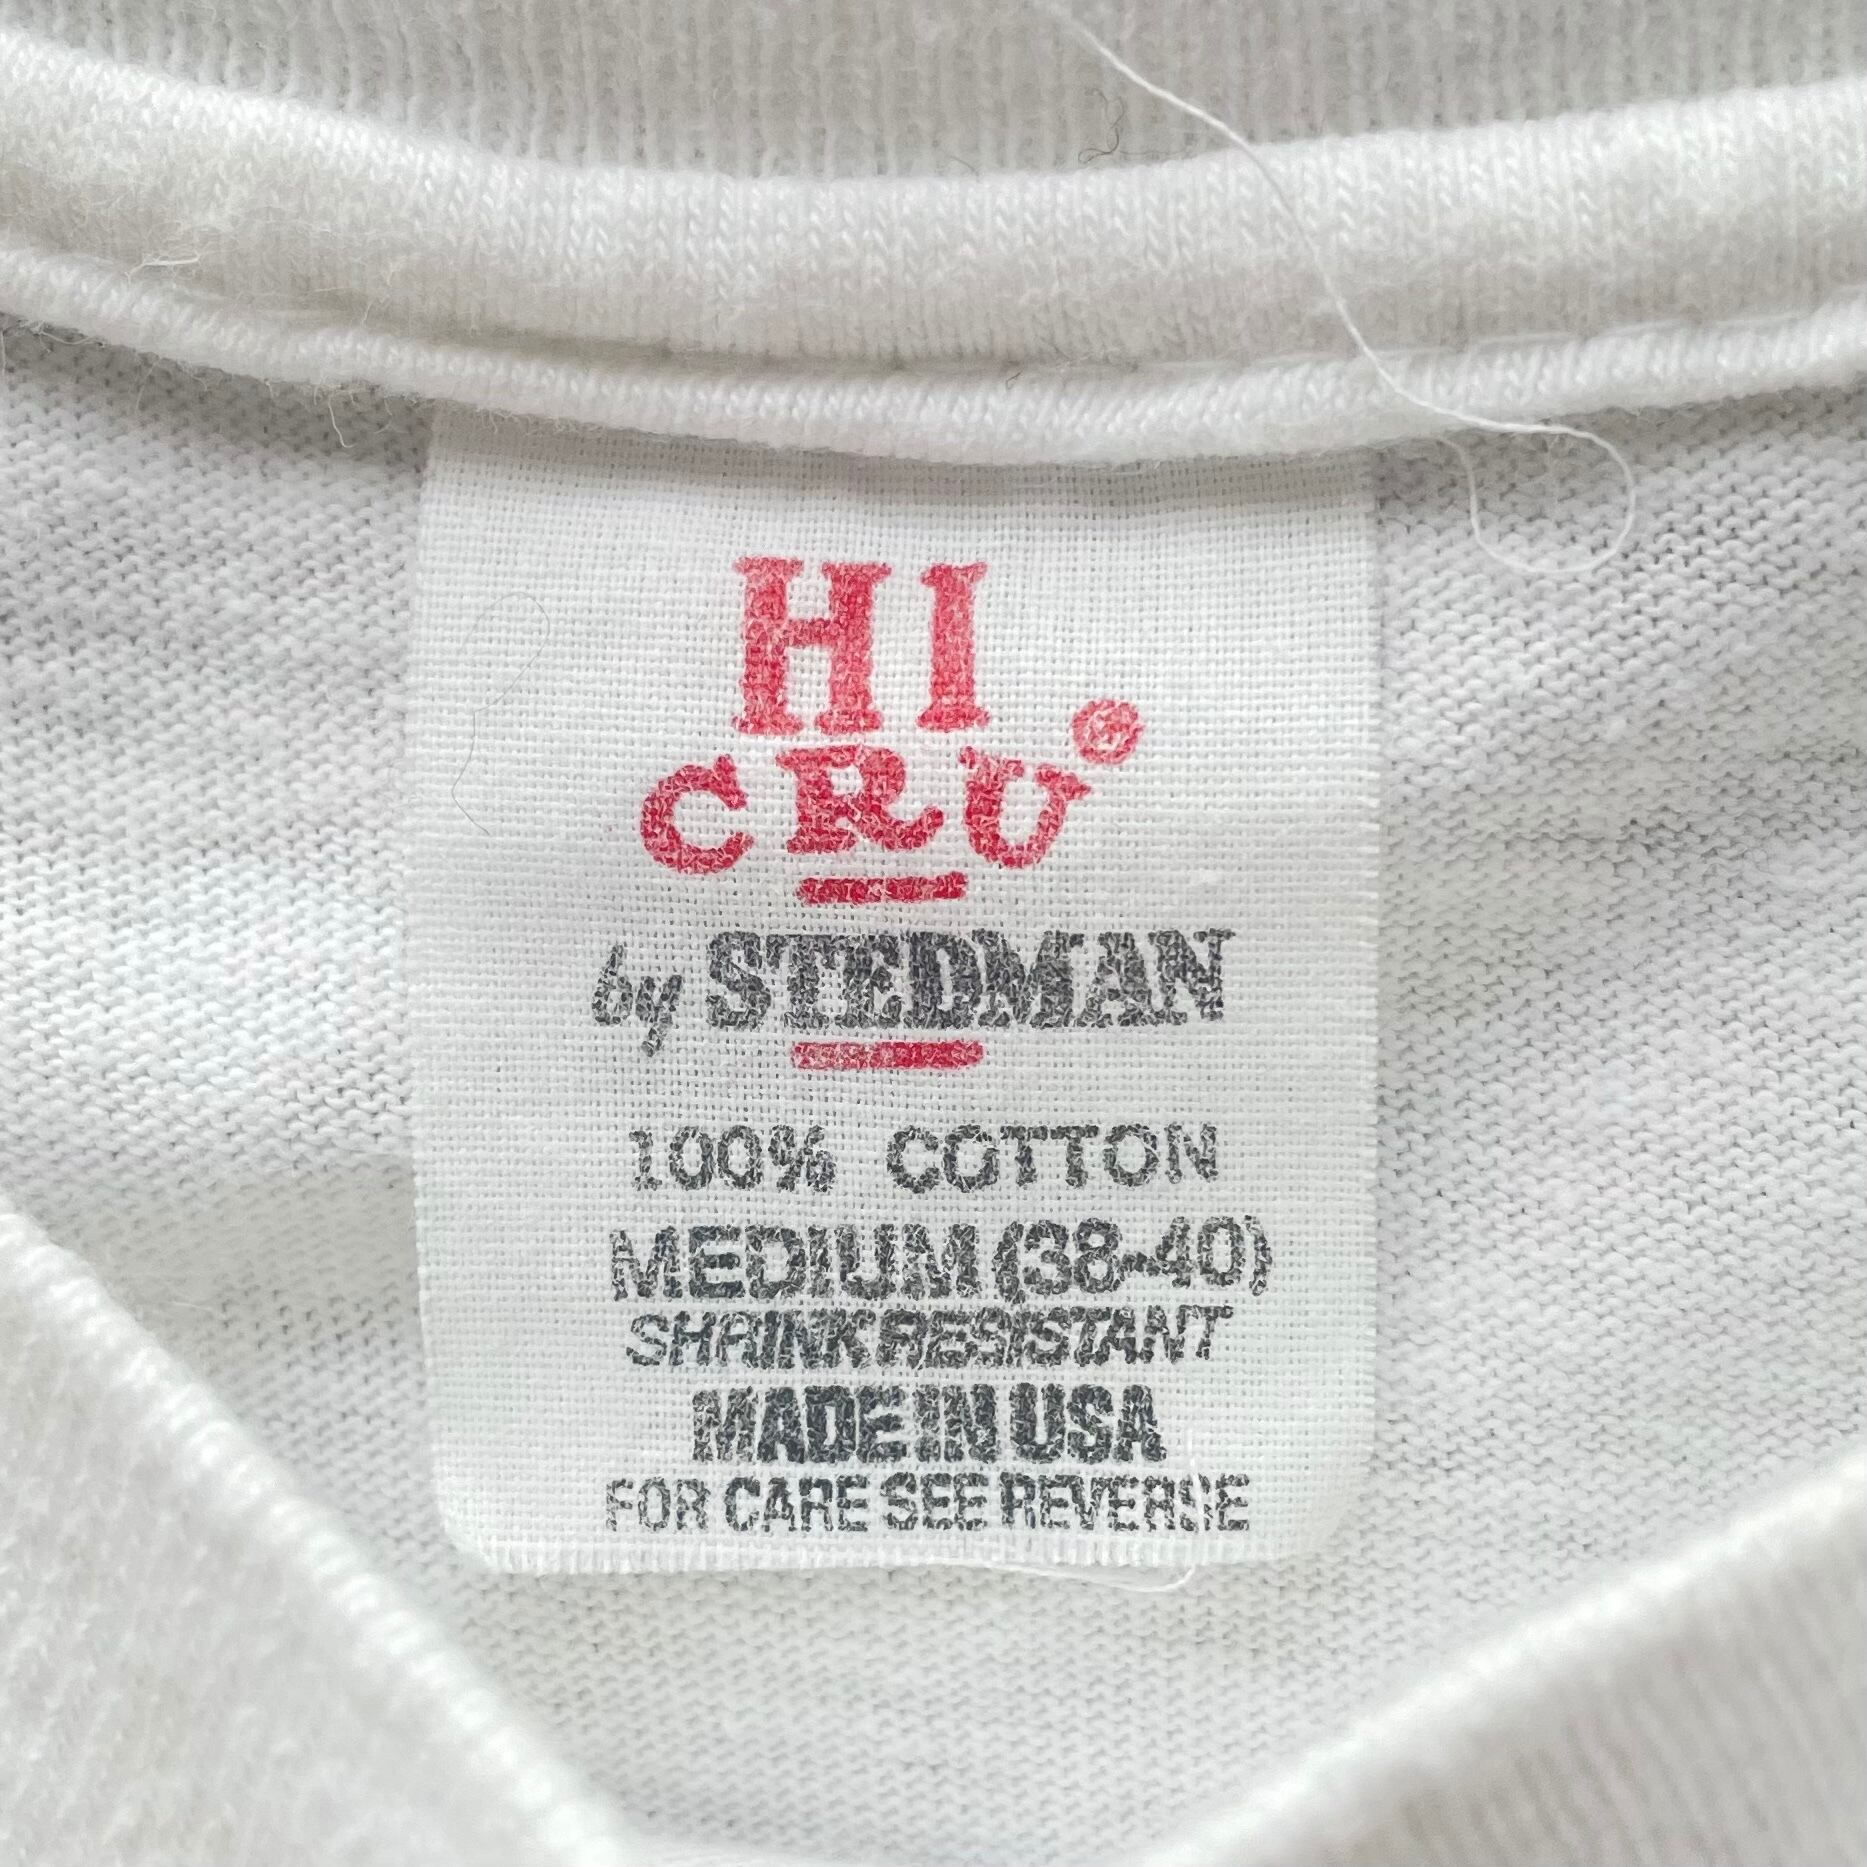 HI
CRU®
by STEDMAN
100% COTTON
MEDIUM (38-40)
SHRINK RESISTANT
MADE IN USA
FOR CARE SEE REVERSE